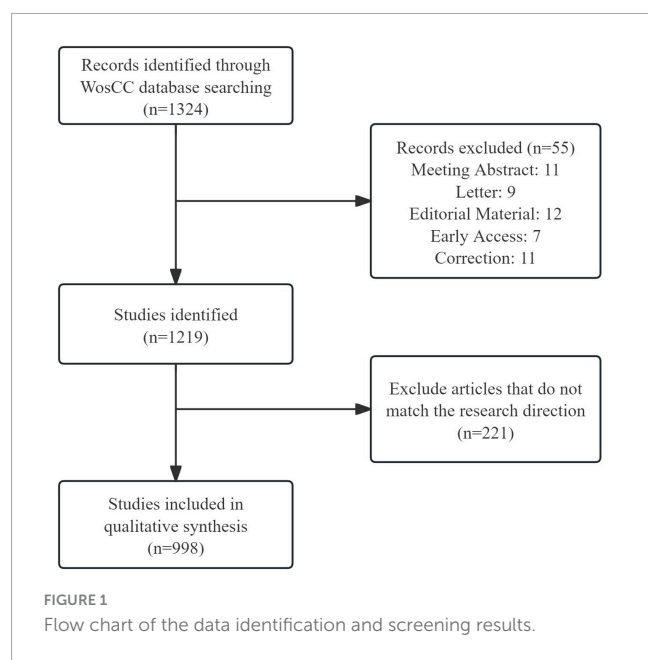 Records identified through
WosCC database searching
(n=1324)
Records excluded (n=55)
Meeting Abstract: 11
Letter: 9
Editorial Material: 12
Early Access: 7
Correction: 11
Studies identified
(n=1219)
Exclude articles that do not
match the research direction
(n=221)
Studies included in
qualitative synthesis
(n=998)
FIGURE 1
Flow chart of the data identification and screening results.